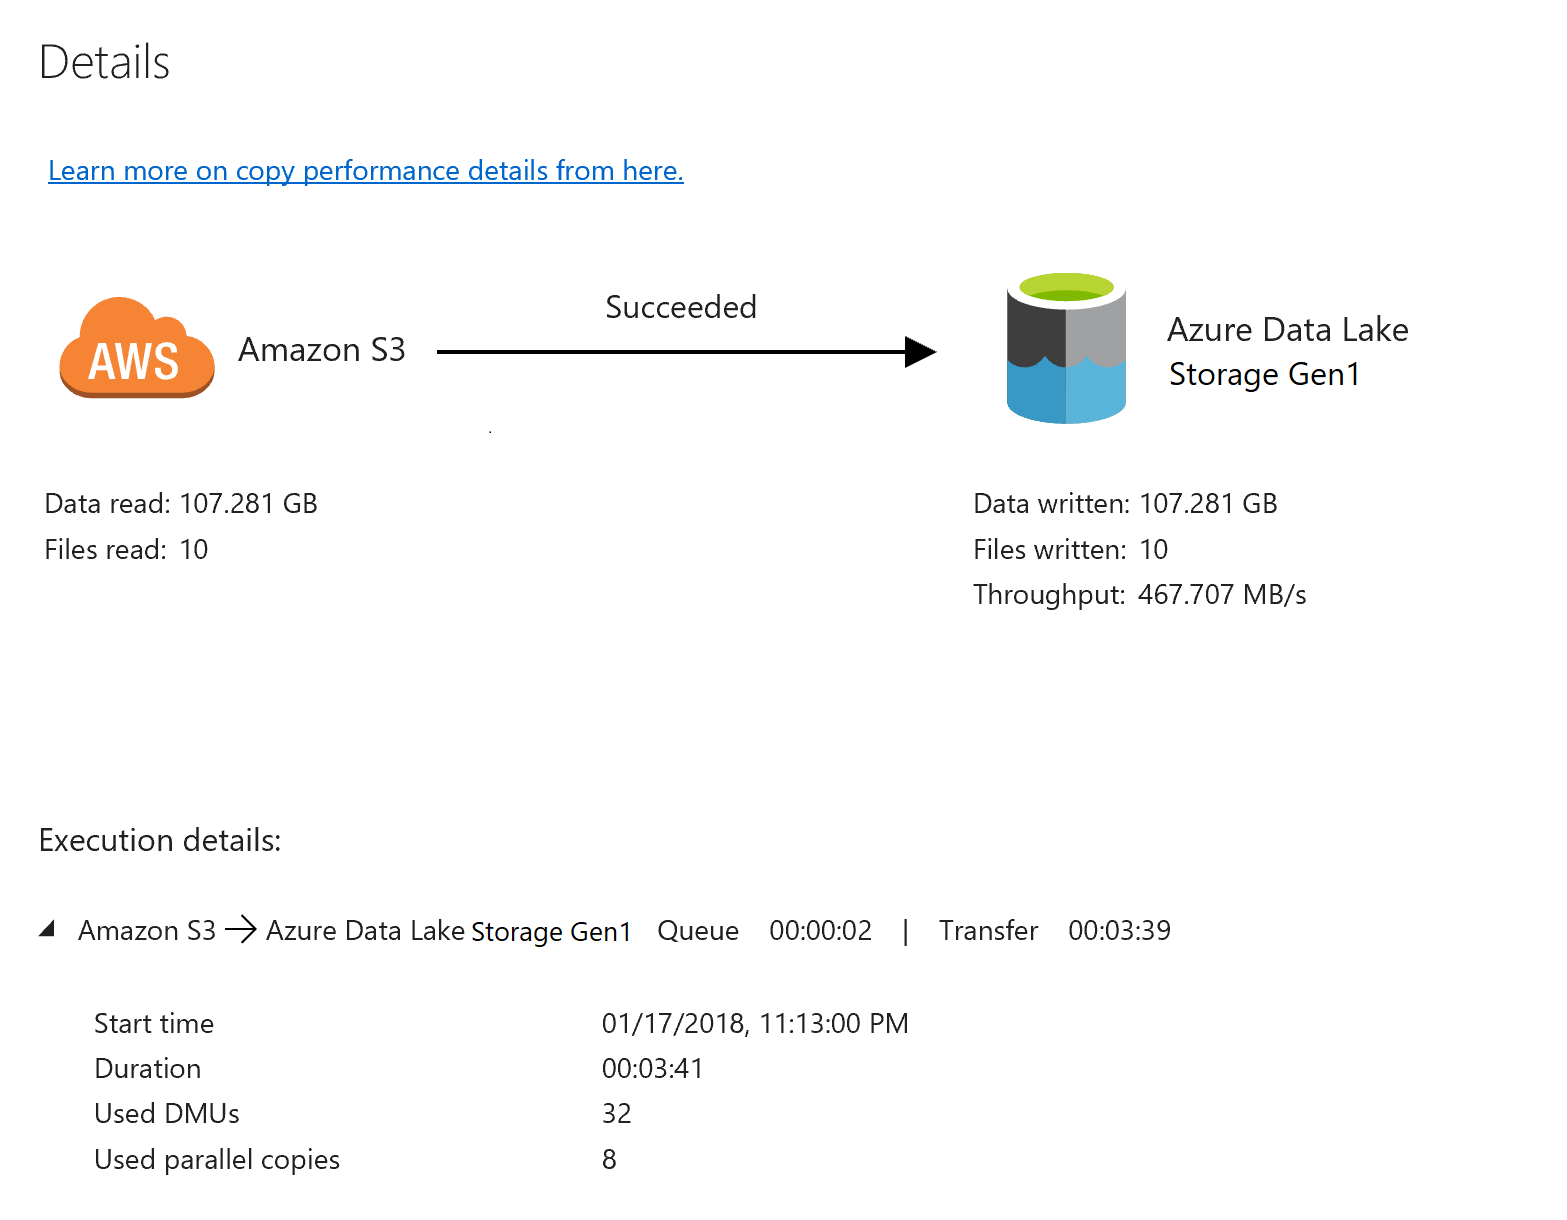 Details
Learn more on copy performance details from here.
Succeeded
AWS
Amazon S3
Azure Data Lake
Storage Gen1
Data read: 107.281 GB
Files read: 10
Data written: 107.281 GB
Files written: 10
Throughput: 467.707 MB/s
Execution details:
Amazon S3 → Azure Data Lake Storage Gen1 Queue 00:00:02 | Transfer 00:03:39
Start time 01/17/2018, 11:13:00 PM
Duration 00:03:41
Used DMUs 32
Used parallel copies 8